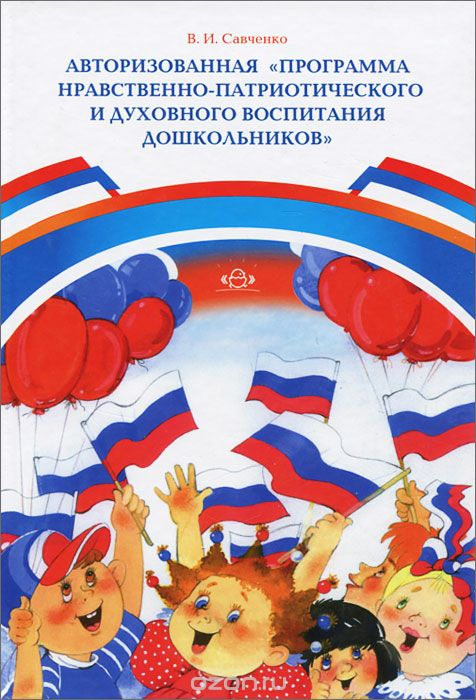 В. И. Савченко
АВТОРИЗОВАННАЯ «ПРОГРАММА
НРАВСТВЕННО-ПАТРИОТИЧЕСКОГО
И ДУХОВНОГО ВОСПИТАНИЯ
ДОШКОЛЬНИКОВ»
ozon.ru